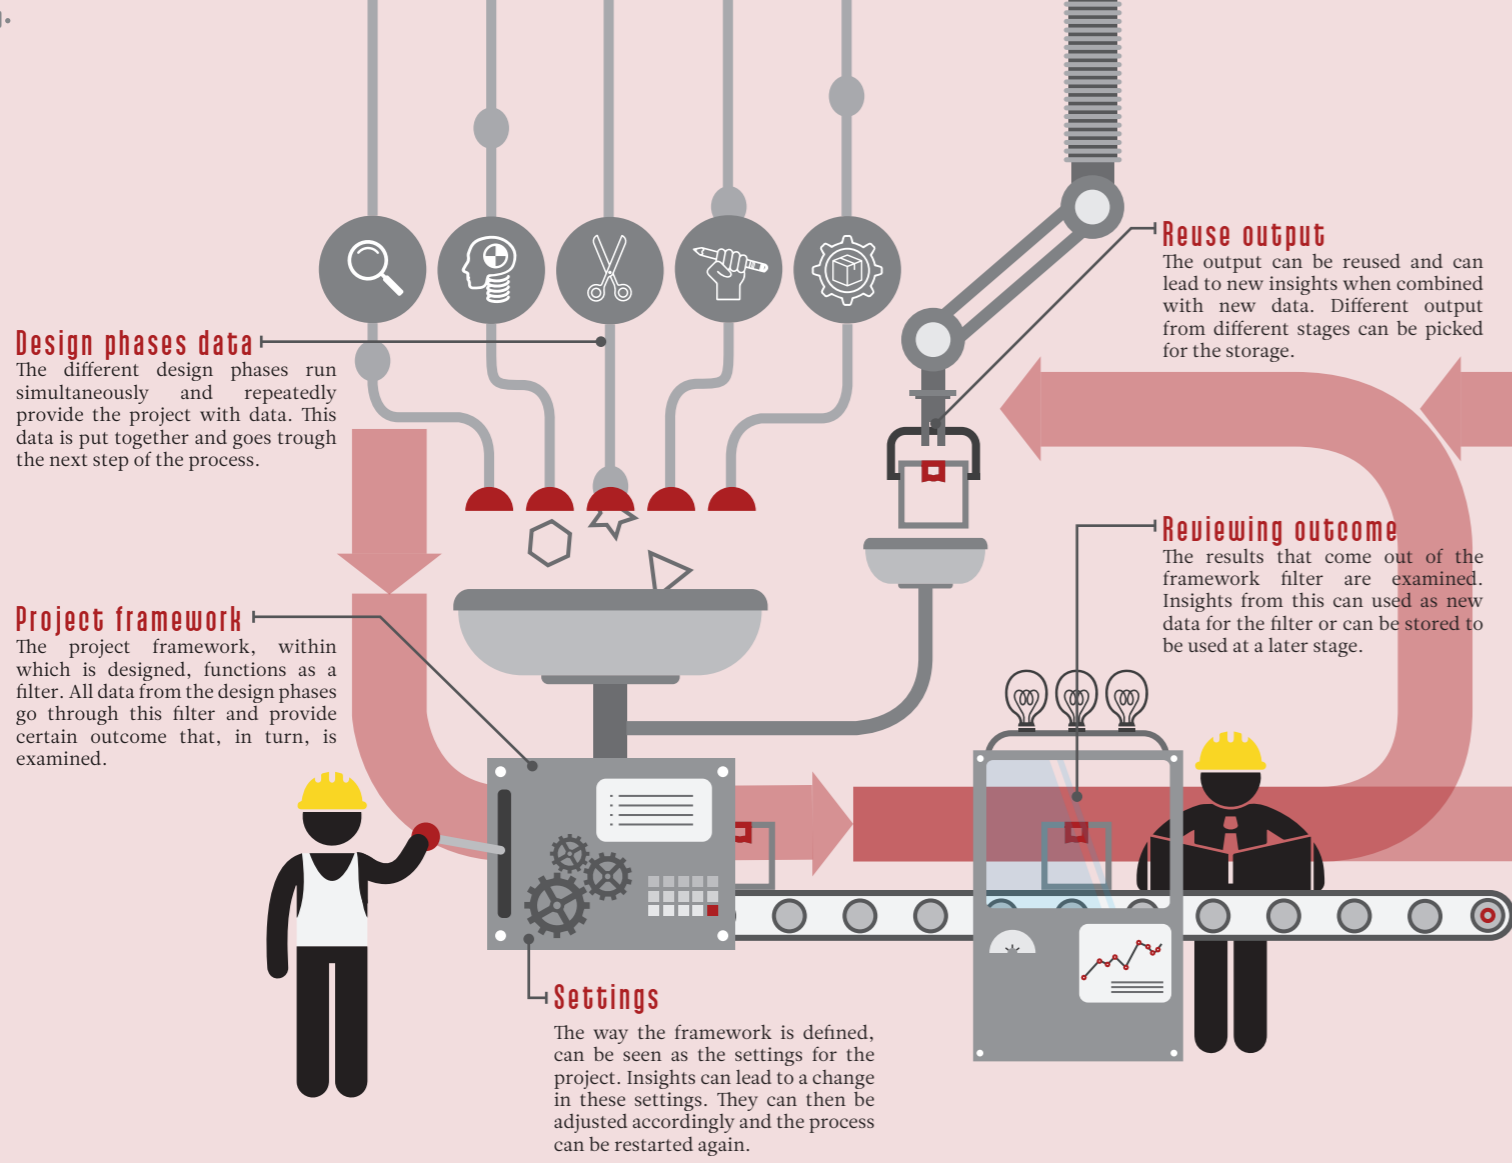 Design phases data
The different design phases run
simultaneously and repeatedly
provide the project with data. This
data is put together and goes trough
the next step of the process.
Project framework
The project framework, within
which is designed, functions as a
filter. All data from the design phases
go through this filter and provide
certain outcome that, in turn, is
examined.
Settings
The way the framework is defined,
can be seen as the settings for the
project. Insights can lead to a change
in these settings. They can then be
adjusted accordingly and the process
can be restarted again.
Reuse output
The output can be reused and can
lead to new insights when combined
with new data. Different output
from different stages can be picked
for the storage.
Reviewing outcome
The results that come out of the
framework filter are examined.
Insights from this can used as new
data for the filter or can be stored to
be used at a later stage.